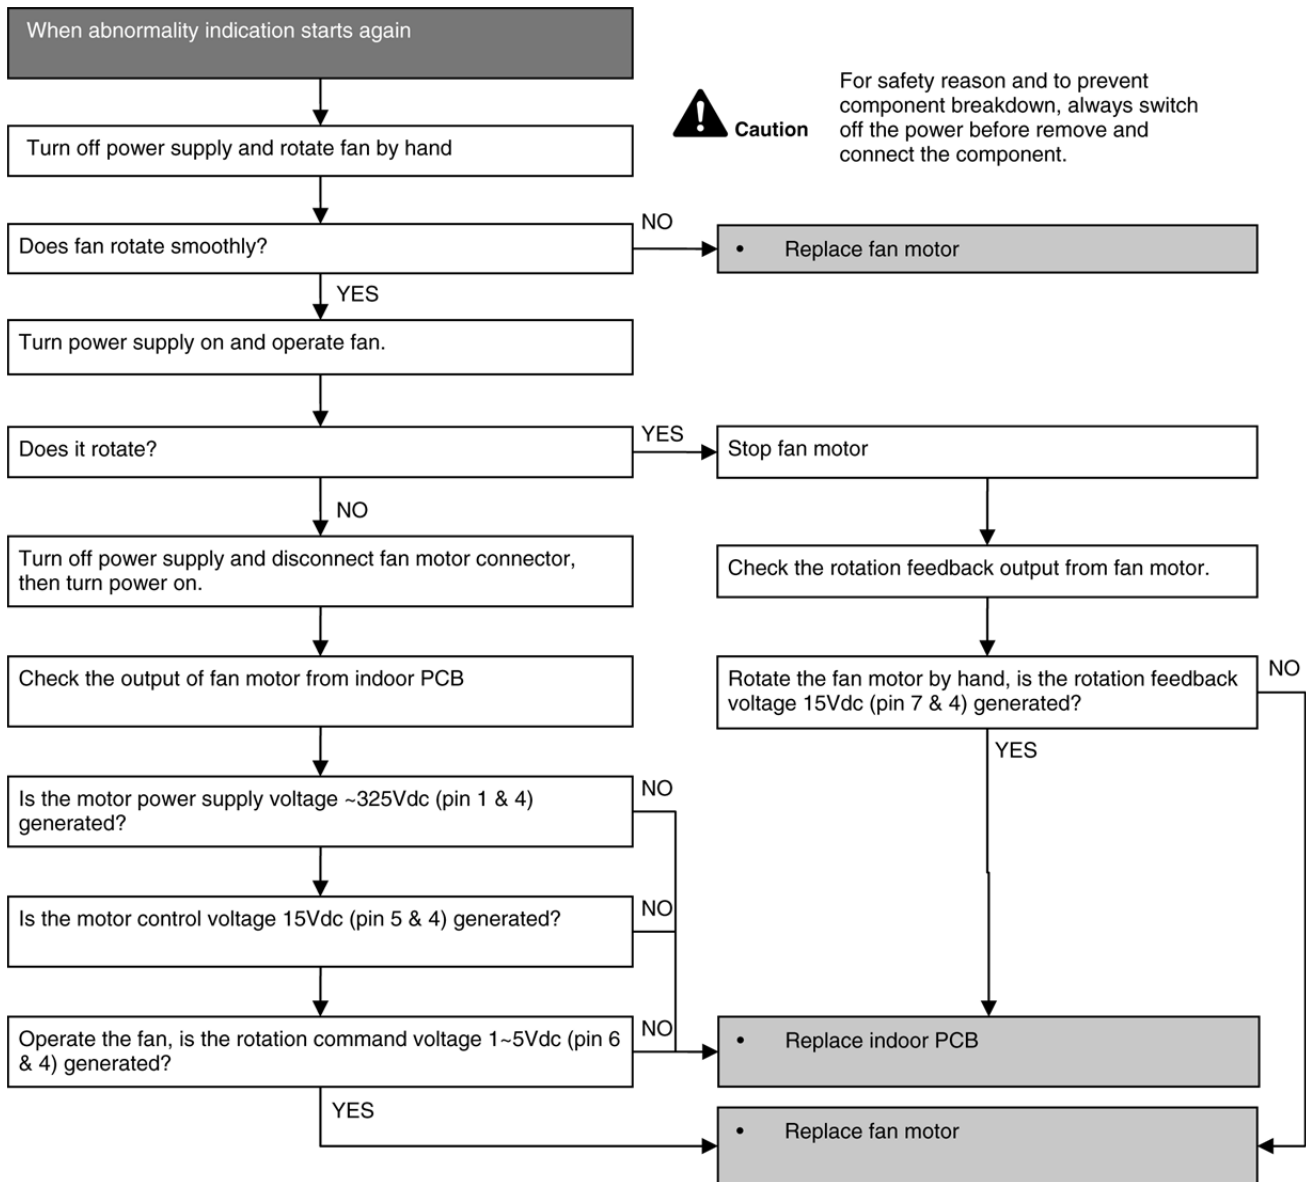 When abnormality indication starts again
For safety reason and to prevent
component breakdown, always switch
off the power before remove and
connect the component.
Caution
Turn off power supply and rotate fan by hand
Does fan rotate smoothly?
NO
• Replace fan motor
YES
Turn power supply on and operate fan.
Does it rotate?
YES
Stop fan motor
NO
Turn off power supply and disconnect fan motor connector,
then turn power on.
Check the rotation feedback output from fan motor.
Check the output of fan motor from indoor PCB
Rotate the fan motor by hand, is the rotation feedback
voltage 15Vdc (pin 7 & 4) generated?
NO
YES
Is the motor power supply voltage ~325Vdc (pin 1 & 4)
generated?
NO
Is the motor control voltage 15Vdc (pin 5 & 4) generated?
NO
Operate the fan, is the rotation command voltage 1~5Vdc (pin 6
& 4) generated?
NO
• Replace indoor PCB
YES
• Replace fan motor